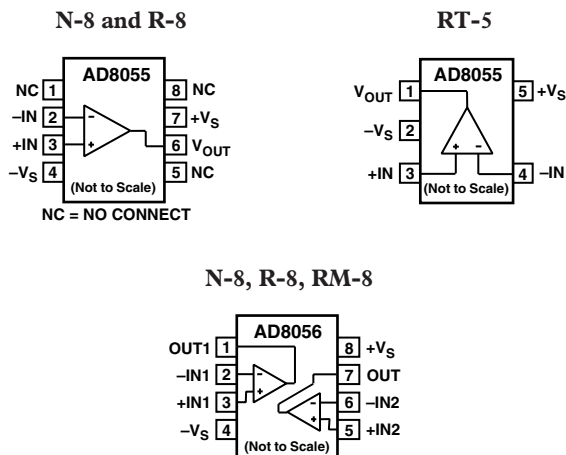 N-8 and R-8
AD8055
NC 1
8 NC
–IN 2
7 +VS
+IN 3
6 VOUT
–VS 4
5 NC
(Not to Scale)
NC = NO CONNECT
RT-5
AD8055
VOUT 1
5 +VS
–VS 2
+IN 3
4 –IN
(Not to Scale)
N-8, R-8, RM-8
AD8056
OUT1 1
8 +VS
–IN1 2
7 OUT
+IN1 3
6 –IN2
–VS 4
5 +IN2
(Not to Scale)